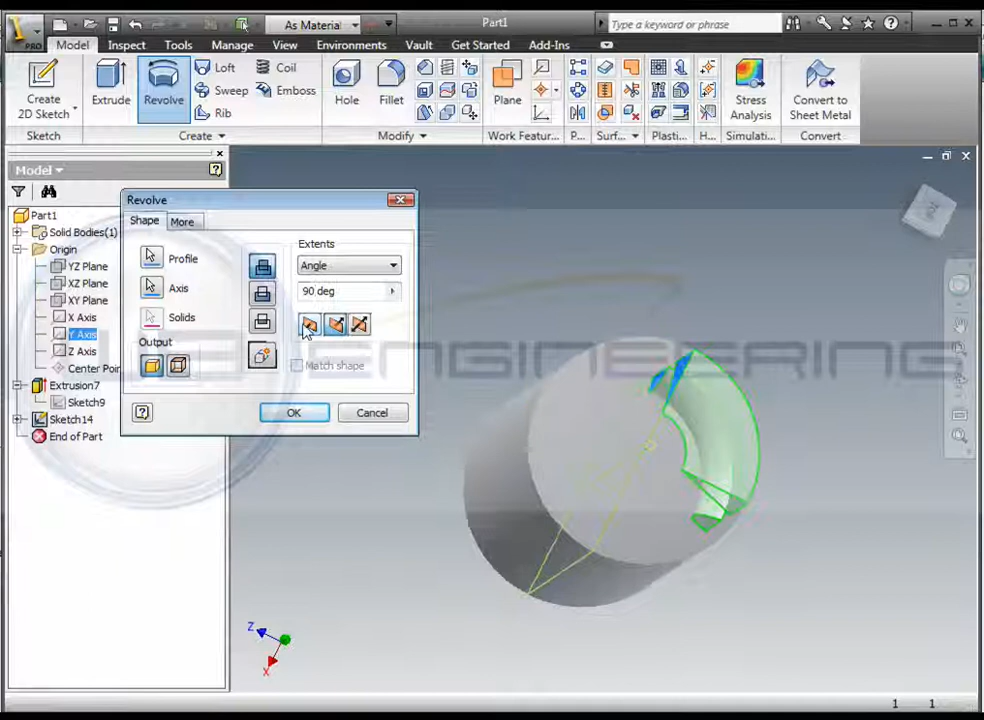 PRO
As Material
Part1
Type a keyword or phrase
Model Inspect Tools Manage View Environments Vault Get Started Add-Ins
Create 2D Sketch
Extrude
Revolve
Loft
Coil
Sweep
Emboss
Rib
Hole
Fillet
Plane
Stress Analysis
Convert to Sheet Metal
Sketch
Create
Modify
Work Featur...
P...
Surf...
Plasti...
H...
Simulati...
Convert
Model
Part1
Solid Bodies(1)
Origin
YZ Plane
XZ Plane
XY Plane
X Axis
Y Axis
Z Axis
Center Poin
Extrusion7
Sketch9
Sketch14
End of Part
Revolve
Shape More
Profile
Axis
Solids
Output
Extents
Angle
90 deg
Match shape
OK Cancel
ENGINEERING
TOP
Z
X
1 1